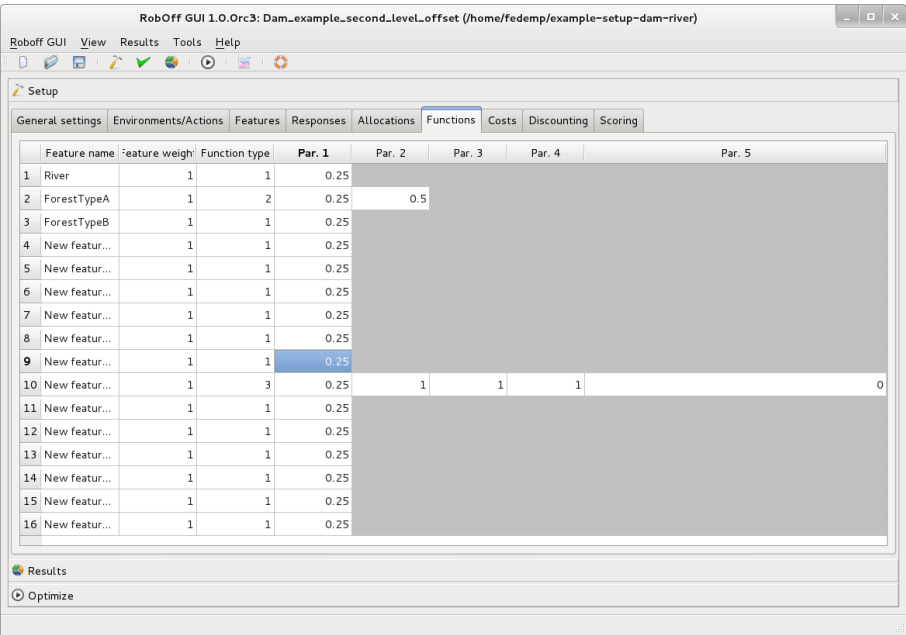 RobOff GUI 1.0.0rc3: Dam_example_second_level_offset (/home/fedemp/example-setup-dam-river)
Roboff GUI View Results Tools Help
Setup
General settings Environments/Actions Features Responses Allocations Functions Costs Discounting Scoring
Feature name Feature weight Function type Par. 1 Par. 2 Par. 3 Par. 4 Par. 5
1 River 1 1 0.25
2 ForestTypeA 1 2 0.25 0.5
3 ForestTypeB 1 1 0.25
4 New featur... 1 1 0.25
5 New featur... 1 1 0.25
6 New featur... 1 1 0.25
7 New featur... 1 1 0.25
8 New featur... 1 1 0.25
9 New featur... 1 1 0.25
10 New featur... 1 3 0.25 1 1 1 0
11 New featur... 1 1 0.25
12 New featur... 1 1 0.25
13 New featur... 1 1 0.25
14 New featur... 1 1 0.25
15 New featur... 1 1 0.25
16 New featur... 1 1 0.25
Results
Optimize